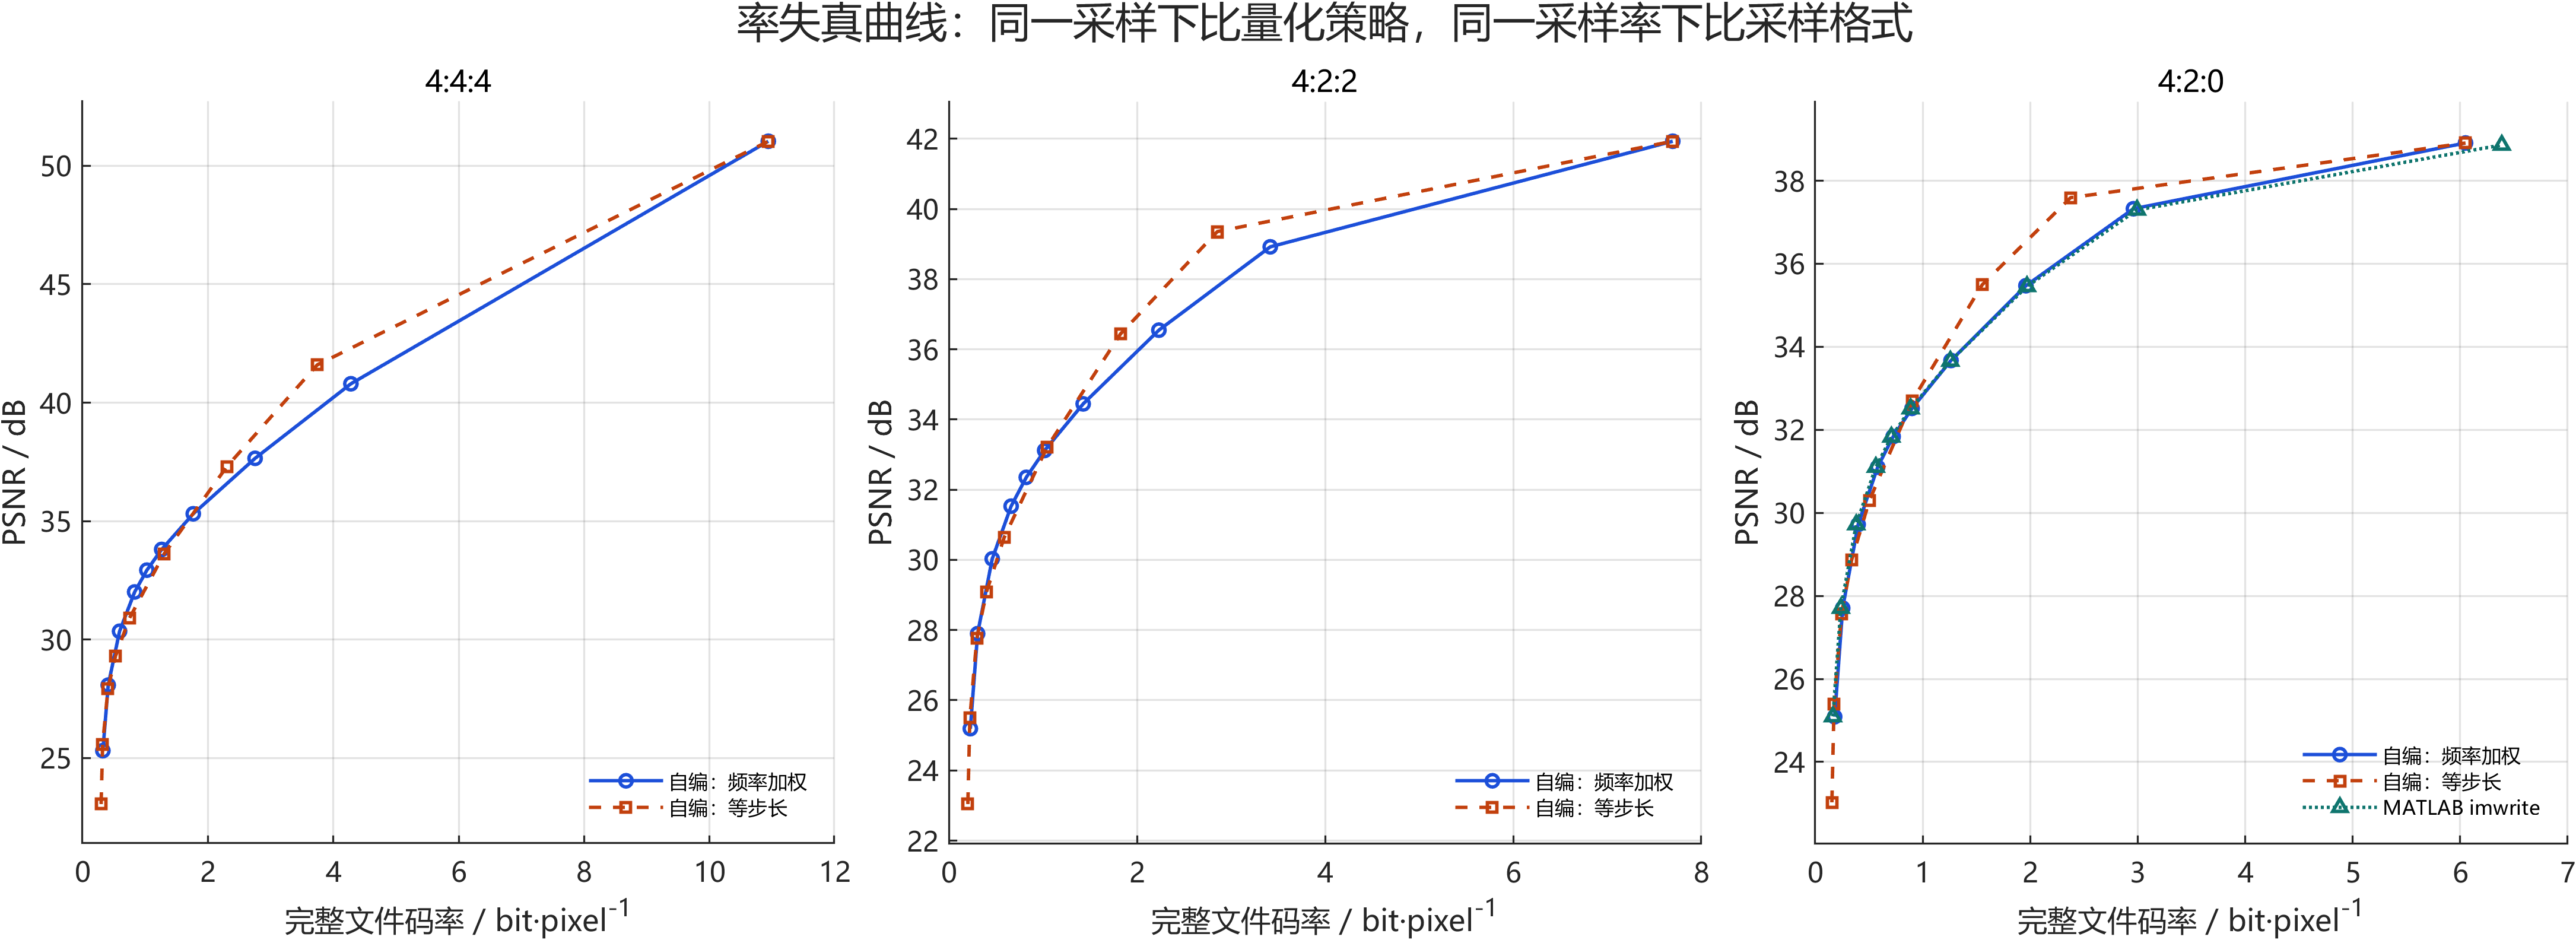 率失真曲线：同一采样下比量化策略，同一采样率下比采样格式
4:4:4
PSNR / dB
50
45
40
35
30
25
0 2 4 6 8 10 12
完整文件码率 / bit·pixel⁻¹
自编：频率加权
自编：等步长
4:2:2
PSNR / dB
42
40
38
36
34
32
30
28
26
24
22
0 2 4 6 8
完整文件码率 / bit·pixel⁻¹
自编：频率加权
自编：等步长
4:2:0
PSNR / dB
38
36
34
32
30
28
26
24
0 1 2 3 4 5 6 7
完整文件码率 / bit·pixel⁻¹
自编：频率加权
自编：等步长
MATLAB imwrite